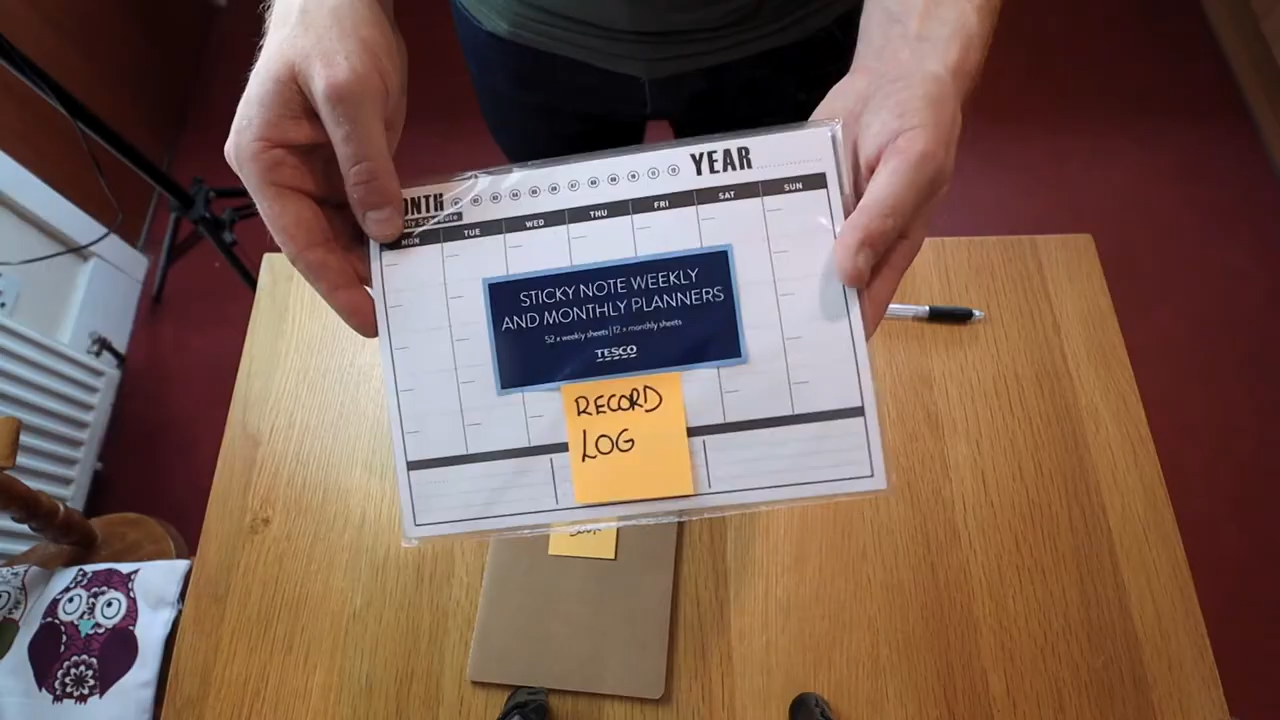 YEAR
Schedule
MON TUE WED THU FRI SAT SUN
STICKY NOTE WEEKLY
AND MONTHLY PLANNERS
52 x weekly sheets | 12 x monthly sheets
TESCO
RECORD
LOG